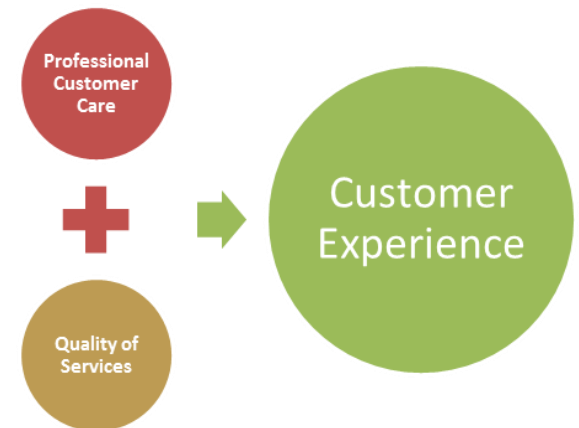 Professional
Customer
Care
Quality of
Services
Customer
Experience